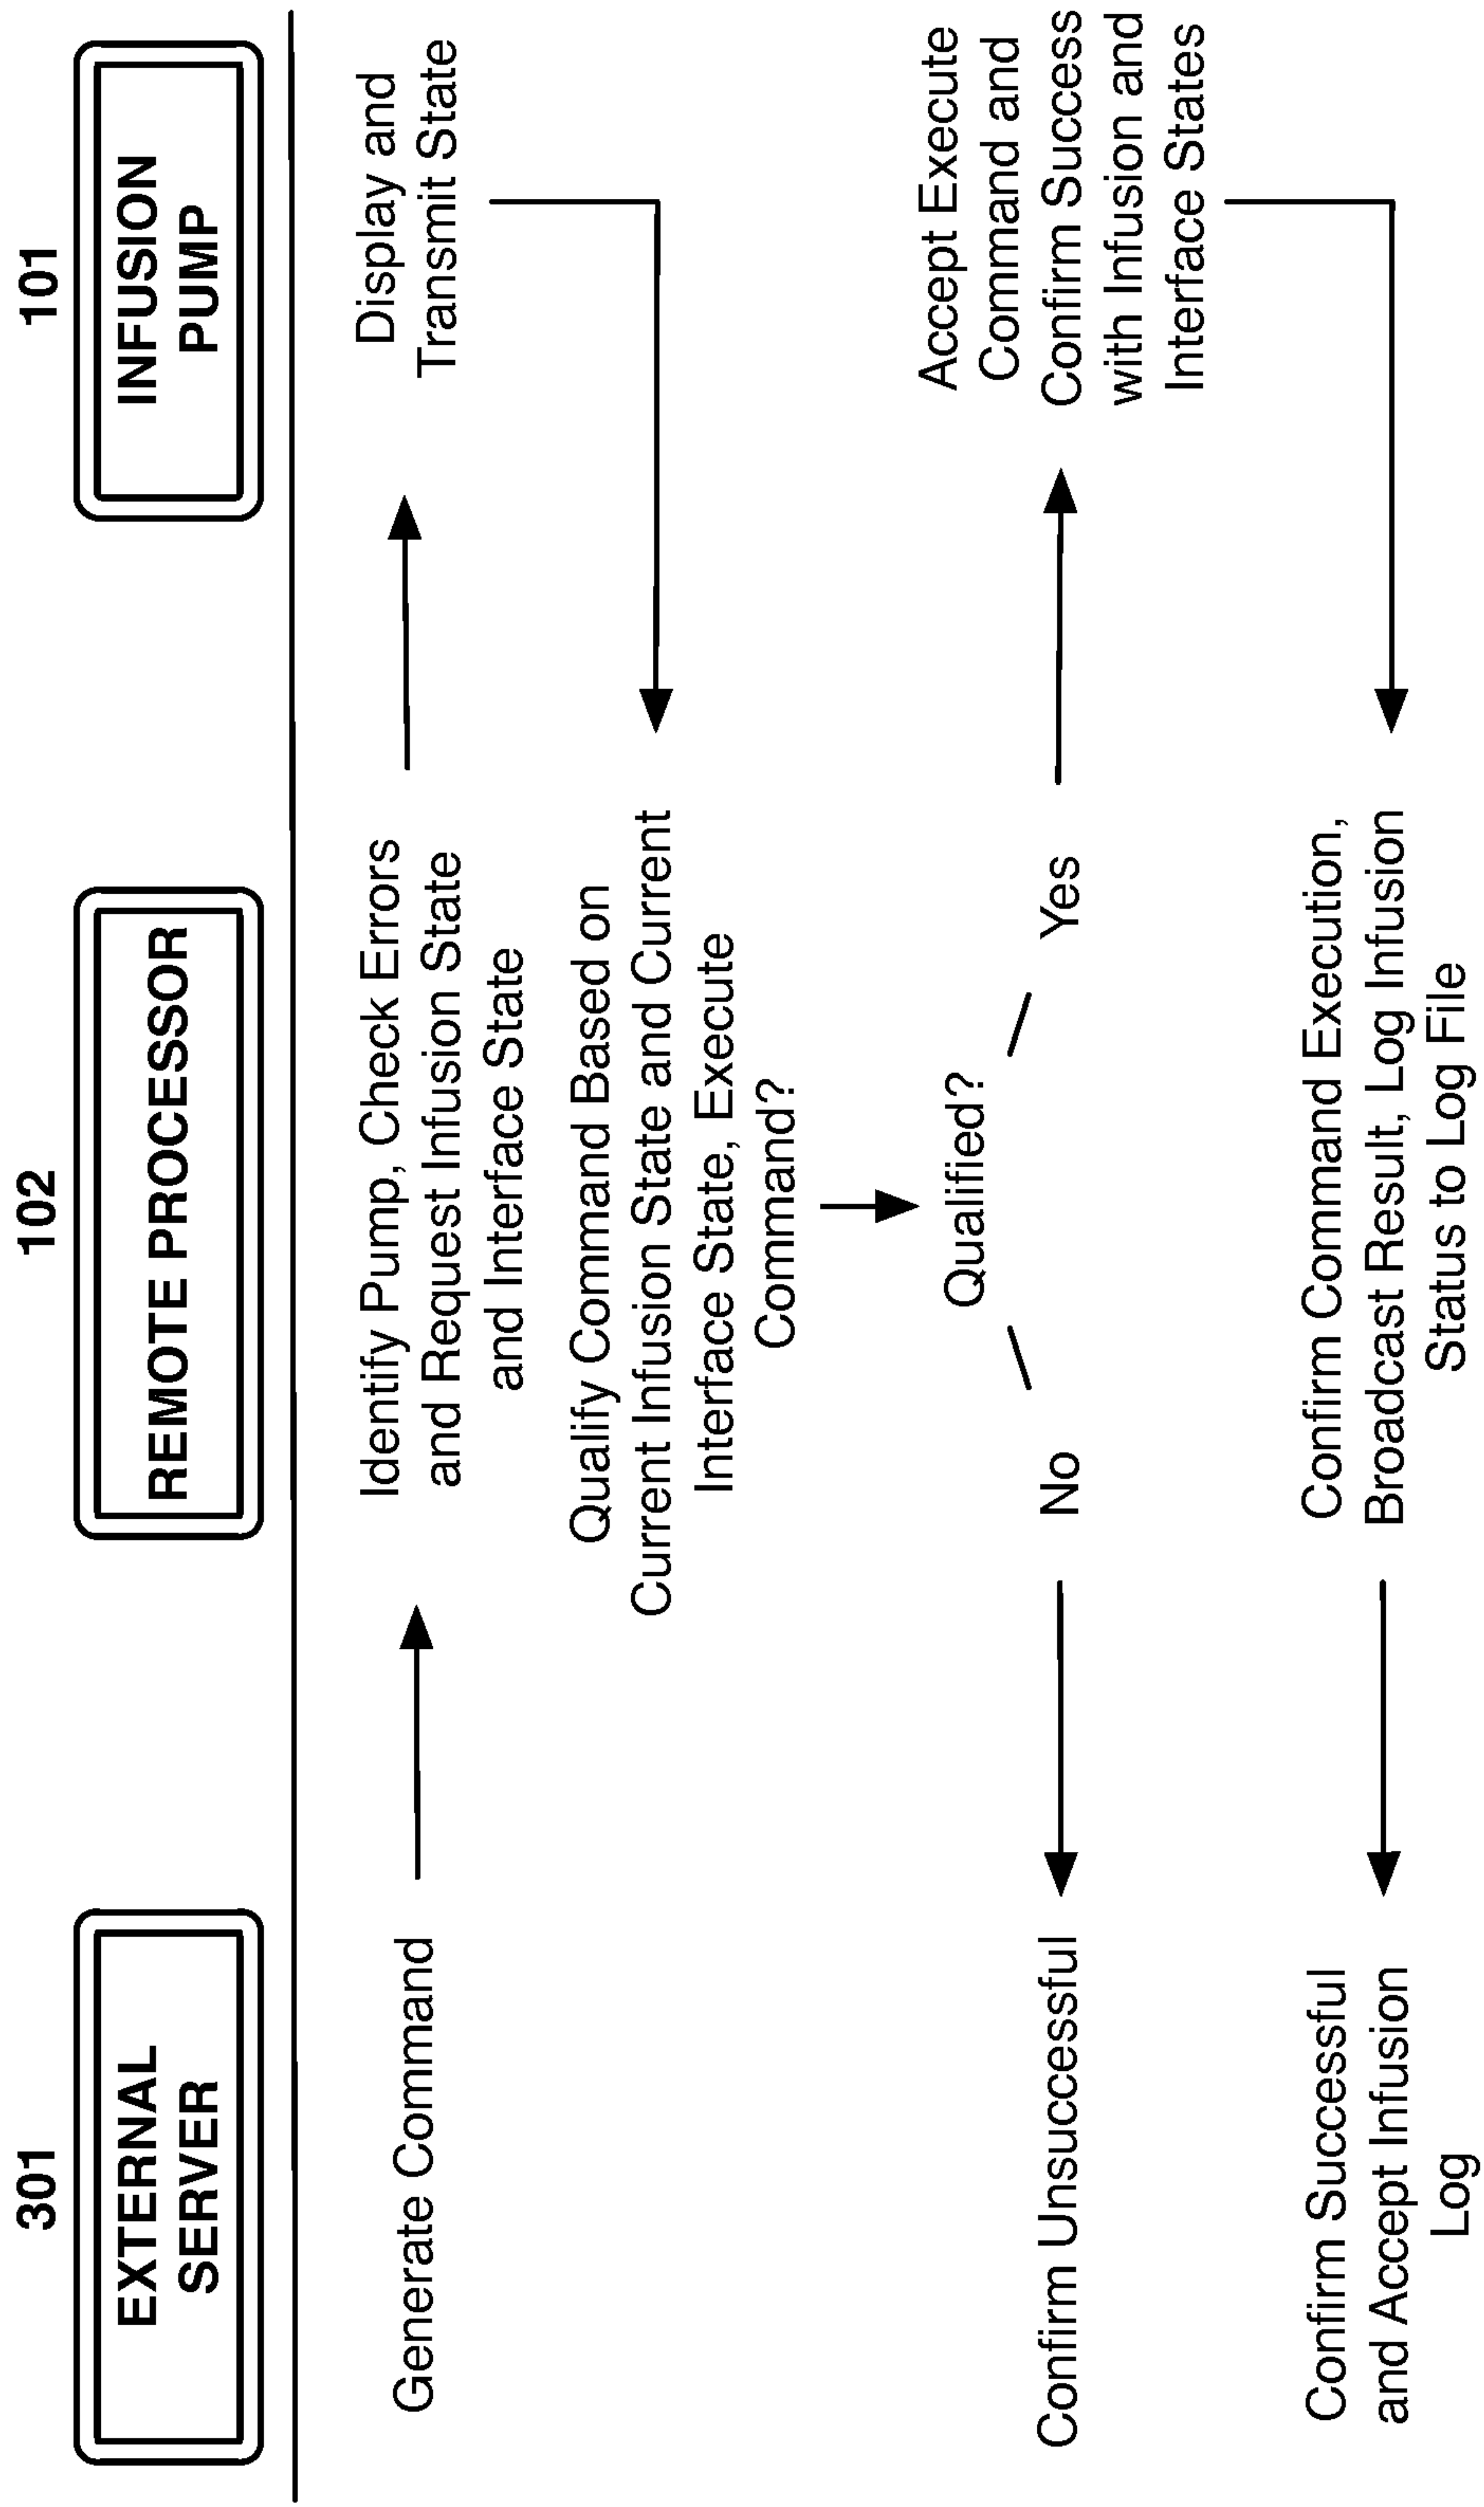 301
EXTERNAL
SERVER
102
REMOTE PROCESSOR
101
INFUSION
PUMP
Generate Command
Identify Pump, Check Errors
and Request Infusion State
and Interface State
Display and
Transmit State
Qualify Command Based on
Current Infusion State and Current
Interface State, Execute
Command?
Qualified?
No
Yes
Confirm Unsuccessful
Accept Execute
Command and
Confirm Success
with Infusion and
Interface States
Confirm Command Execution,
Broadcast Result, Log Infusion
Status to Log File
Confirm Successful
and Accept Infusion
Log